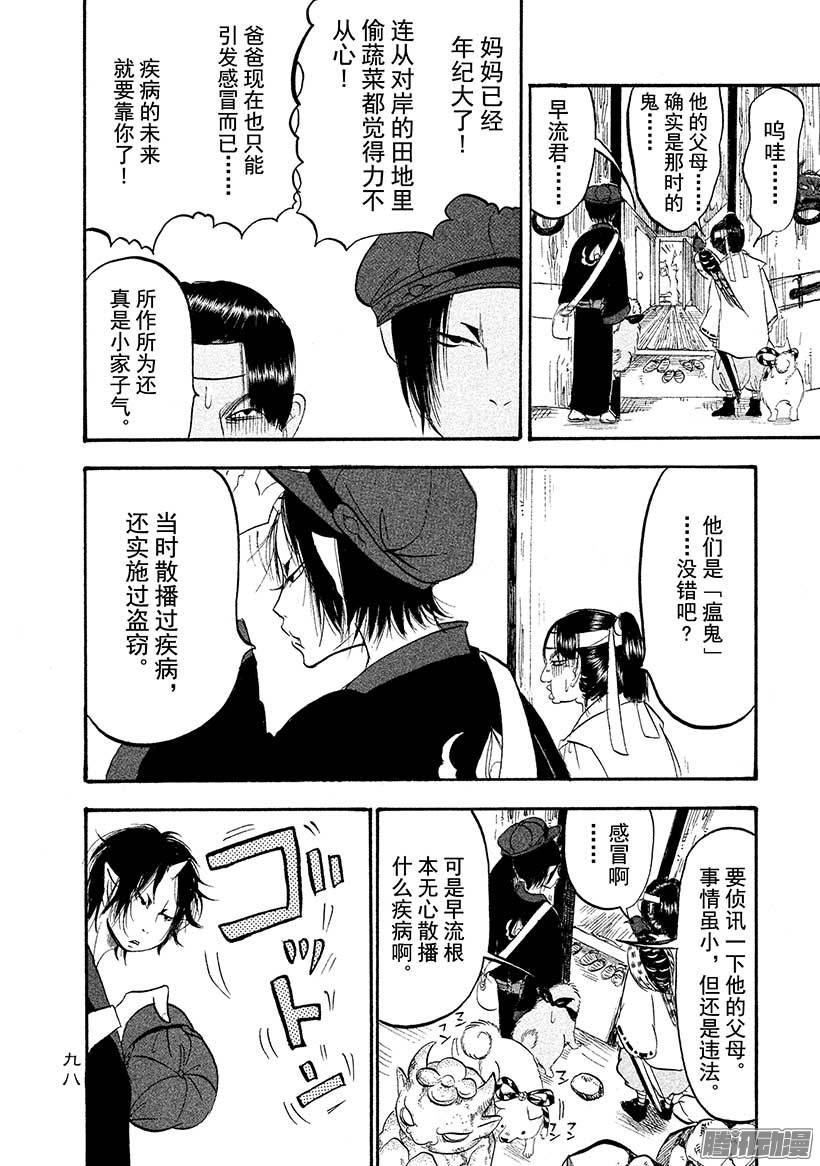 呜哇……
他的父母……
确实是那时的
鬼……
早流君……
妈妈已经
年纪大了！
连从对岸的田地里
偷蔬菜都觉得力不
从心！
爸爸现在也只能
引发感冒而已……
疾病的未来
就要靠你了！
所作所为还
真是小家子气。
他们是「瘟鬼」
……没错吧？
当时散播过疾病，
还实施过盗窃。
要侦讯一下他的父母。
事情虽小，但还是违法。
感冒啊
……
可是早流根
本无心散播
什么疾病啊。
zzz
zzz
ゴットン
九八
腾讯动漫